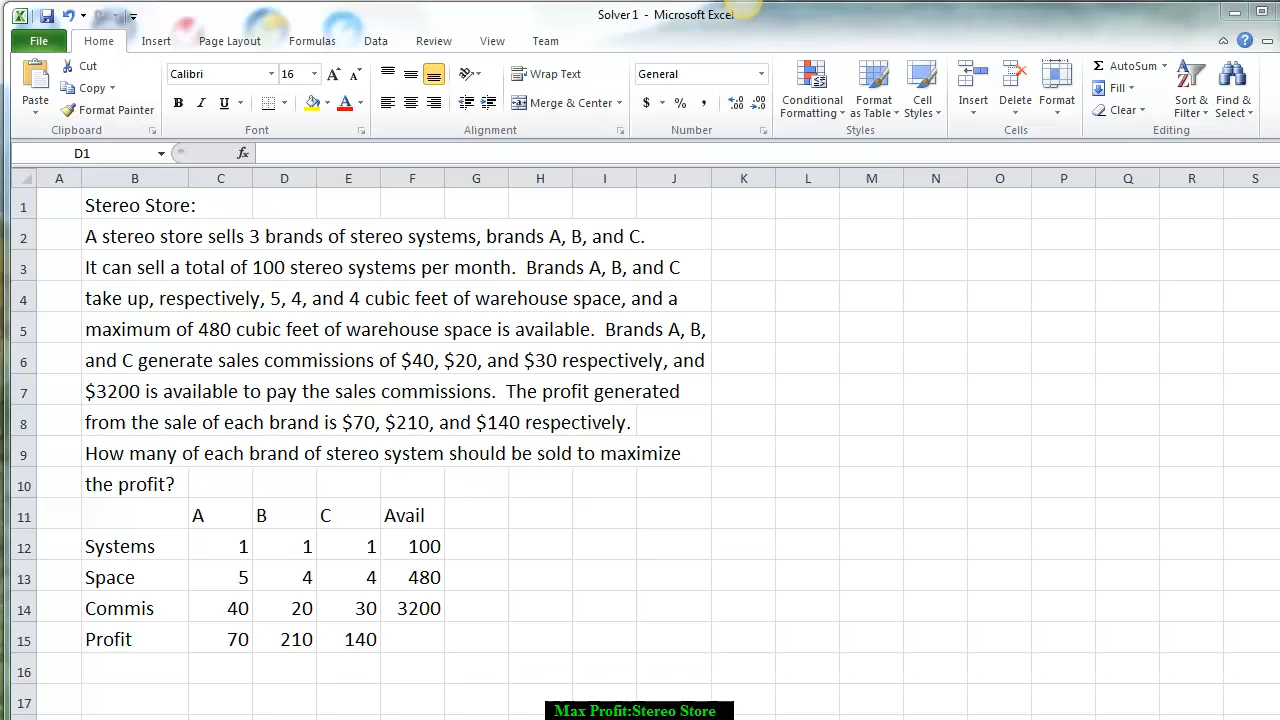 Solver1 - Microsoft Excel
File Home Insert Page Layout Formulas Data Review View Team
Cut
Copy
Format Painter
Paste
Clipboard
Calibri 16
B I U
Font
Wrap Text
Merge & Center
Alignment
General
$ % ,
Number
Conditional Formatting
Format as Table
Cell Styles
Styles
Insert Delete Format
Cells
AutoSum
Fill
Clear
Sort & Filter
Find & Select
Editing
D1 fx
A B C D E F G H I J K L M N O P Q R S
1 Stereo Store:
2 A stereo store sells 3 brands of stereo systems, brands A, B, and C.
3 It can sell a total of 100 stereo systems per month. Brands A, B, and C
4 take up, respectively, 5, 4, and 4 cubic feet of warehouse space, and a
5 maximum of 480 cubic feet of warehouse space is available. Brands A, B,
6 and C generate sales commissions of $40, $20, and $30 respectively, and
7 $3200 is available to pay the sales commissions. The profit generated
8 from the sale of each brand is $70, $210, and $140 respectively.
9 How many of each brand of stereo system should be sold to maximize
10 the profit?
11 A B C Avail
12 Systems 1 1 1 100
13 Space 5 4 4 480
14 Commis 40 20 30 3200
15 Profit 70 210 140
16
17
Max Profit:Stereo Store